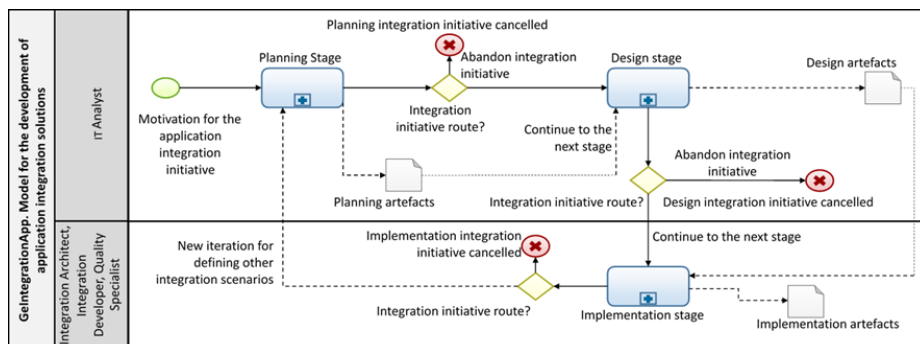 GeIntegrationApp. Model for the development of
application integration solutions
IT Analyst
Integration Architect,
Integration
Developer, Quality
Specialist
Planning integration initiative cancelled
Planning Stage
Abandon integration
initiative
Design stage
Design artefacts
Motivation for the
application
integration
initiative
Integration
initiative route?
Continue to the
next stage
Planning artefacts
Abandon integration
initiative
Integration initiative route?
Design integration initiative cancelled
New iteration for
defining other
integration scenarios
Implementation integration
initiative cancelled
Continue to the next stage
Integration initiative route?
Implementation stage
Implementation artefacts